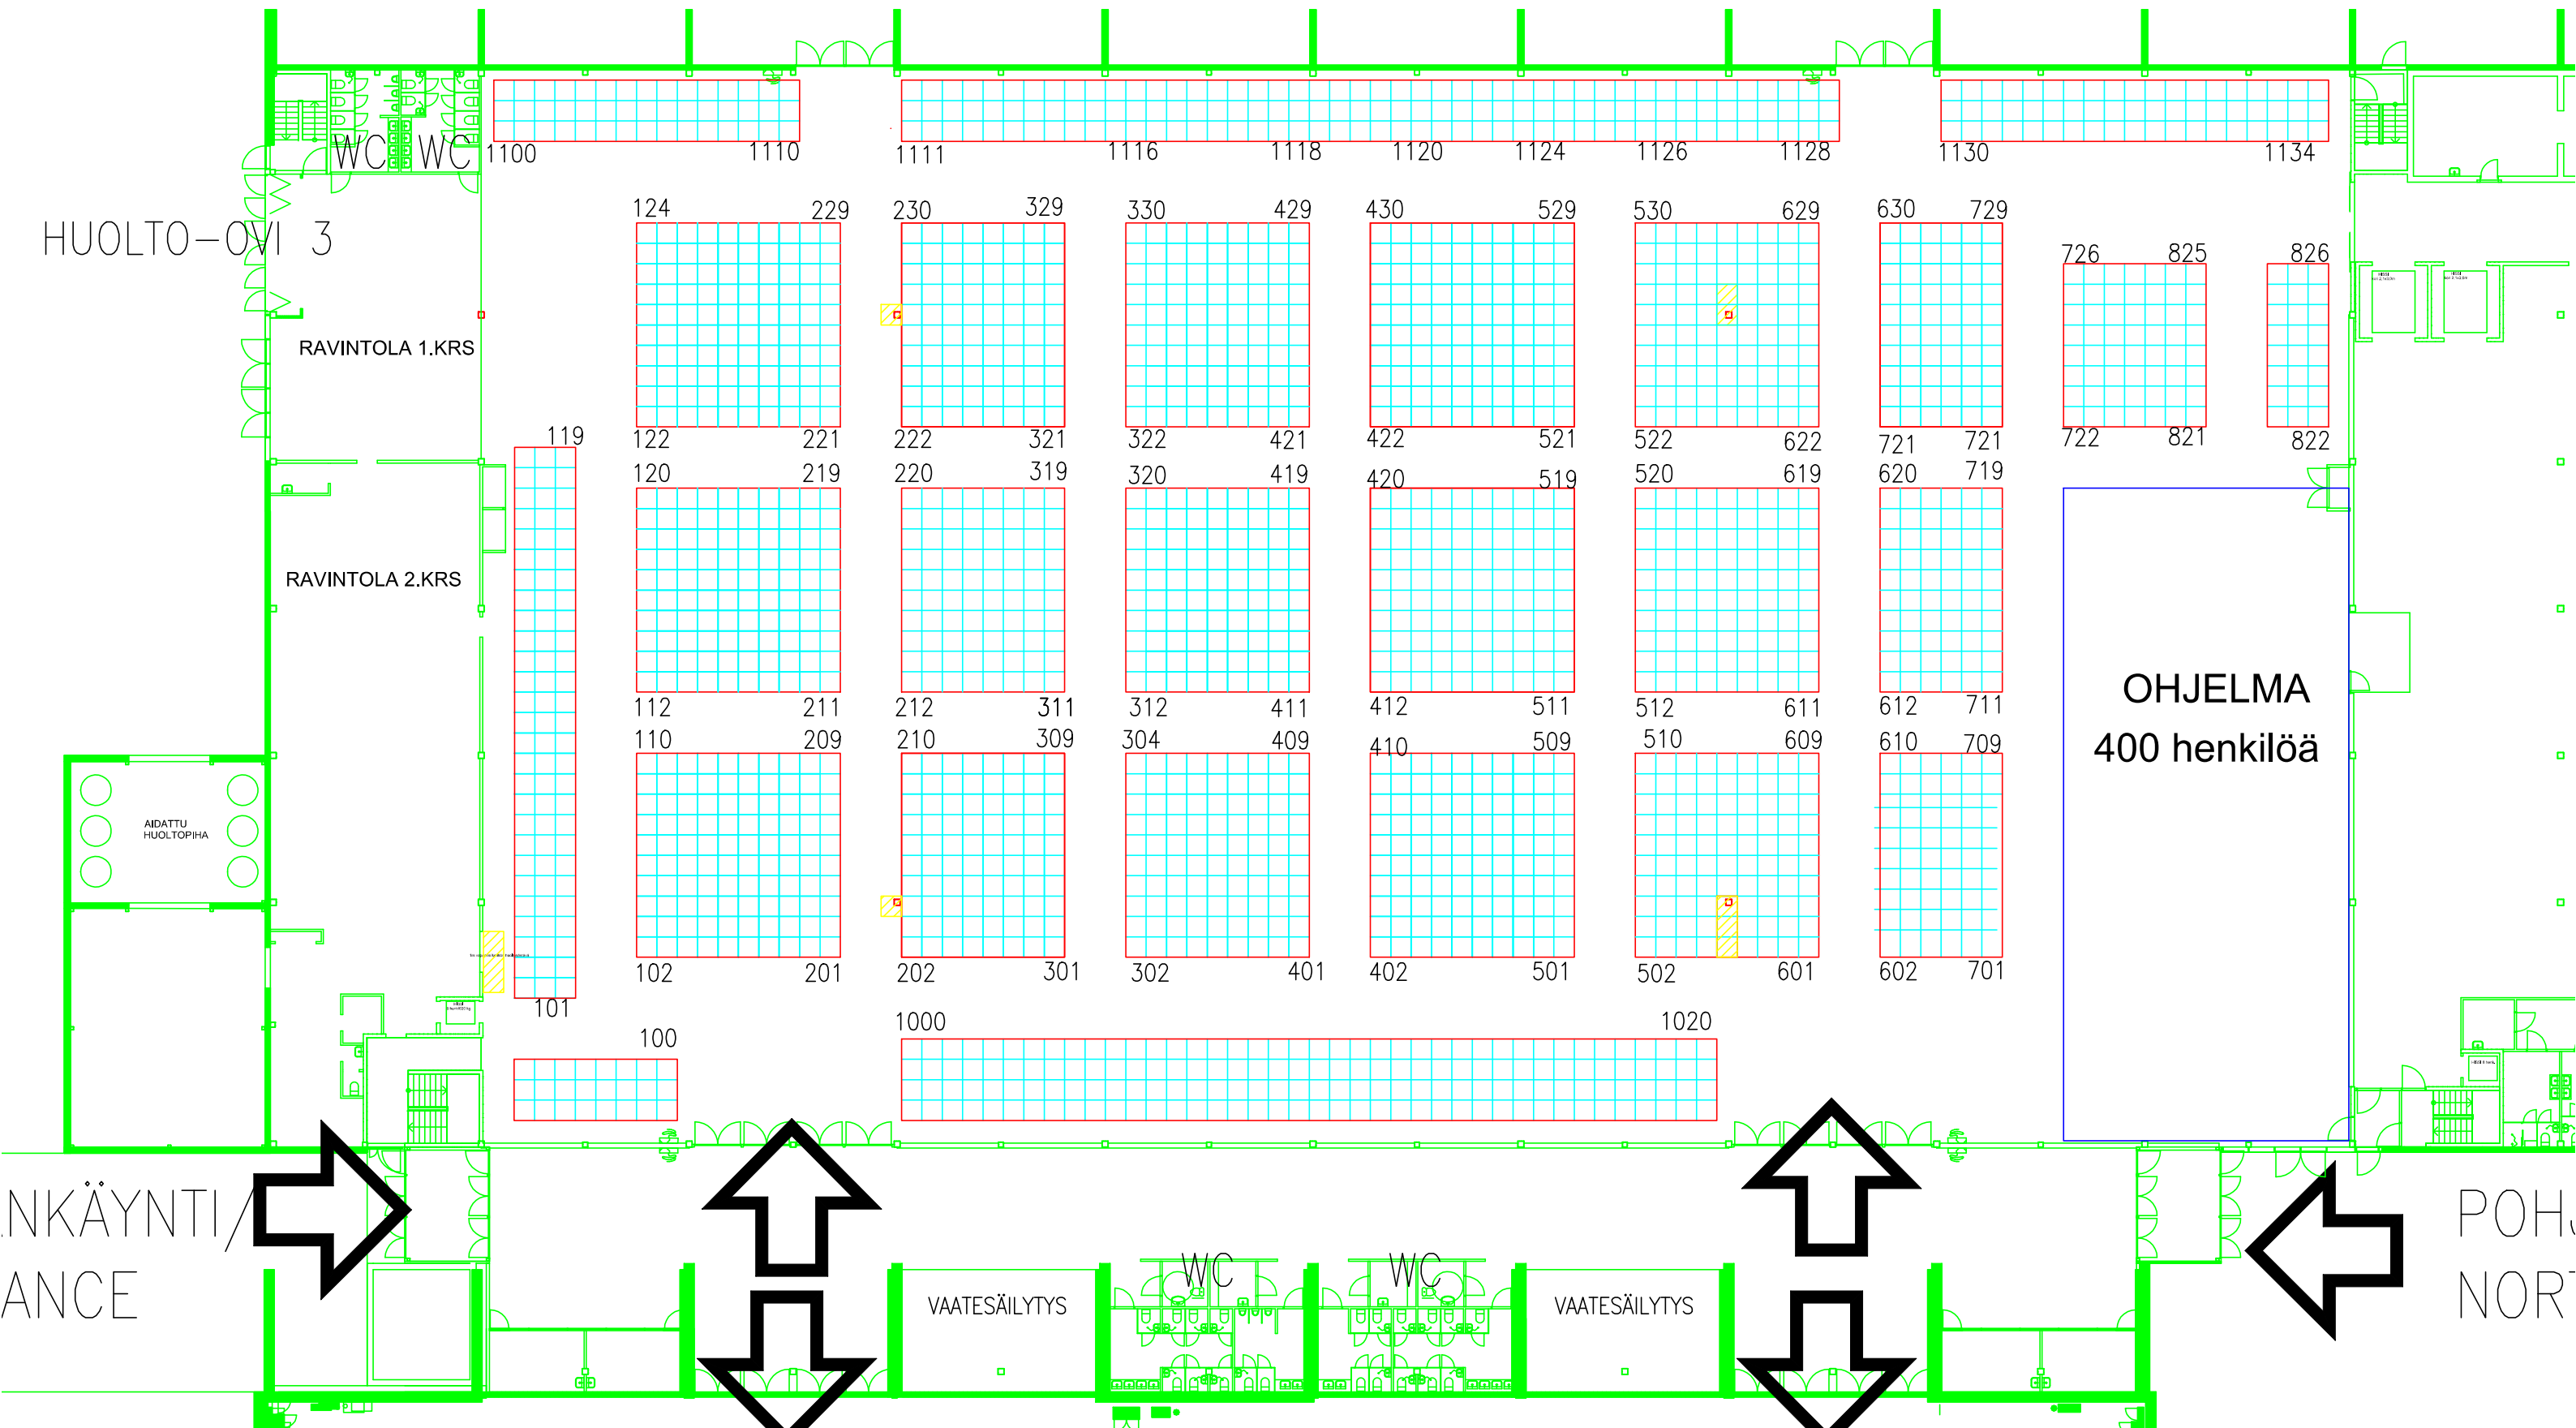 WC WC
1100 1110 1111 1116 1118 1120 1124 1126 1128 1130 1134
HUOLTO-OVI 3
124 229 230 329 330 429 430 529 530 629 630 729
726 825 826
RAVINTOLA 1.KRS
119
122 221 222 321 322 421 422 521 522 622 721 721 722 821 822
120 219 220 319 320 419 420 519 520 619 620 719
RAVINTOLA 2.KRS
112 211 212 311 312 411 412 511 512 611 612 711
OHJELMA
400 henkilöä
110 209 210 309 304 409 410 509 510 609 610 709
AIDATTU
HUOLTOPIHA
102 201 202 301 302 401 402 501 502 601 602 701
101
100 1000 1020
.NKÄYNTI/
ANCE
POHJ
NORT
WC WC
VAATESÄILYTYS VAATESÄILYTYS